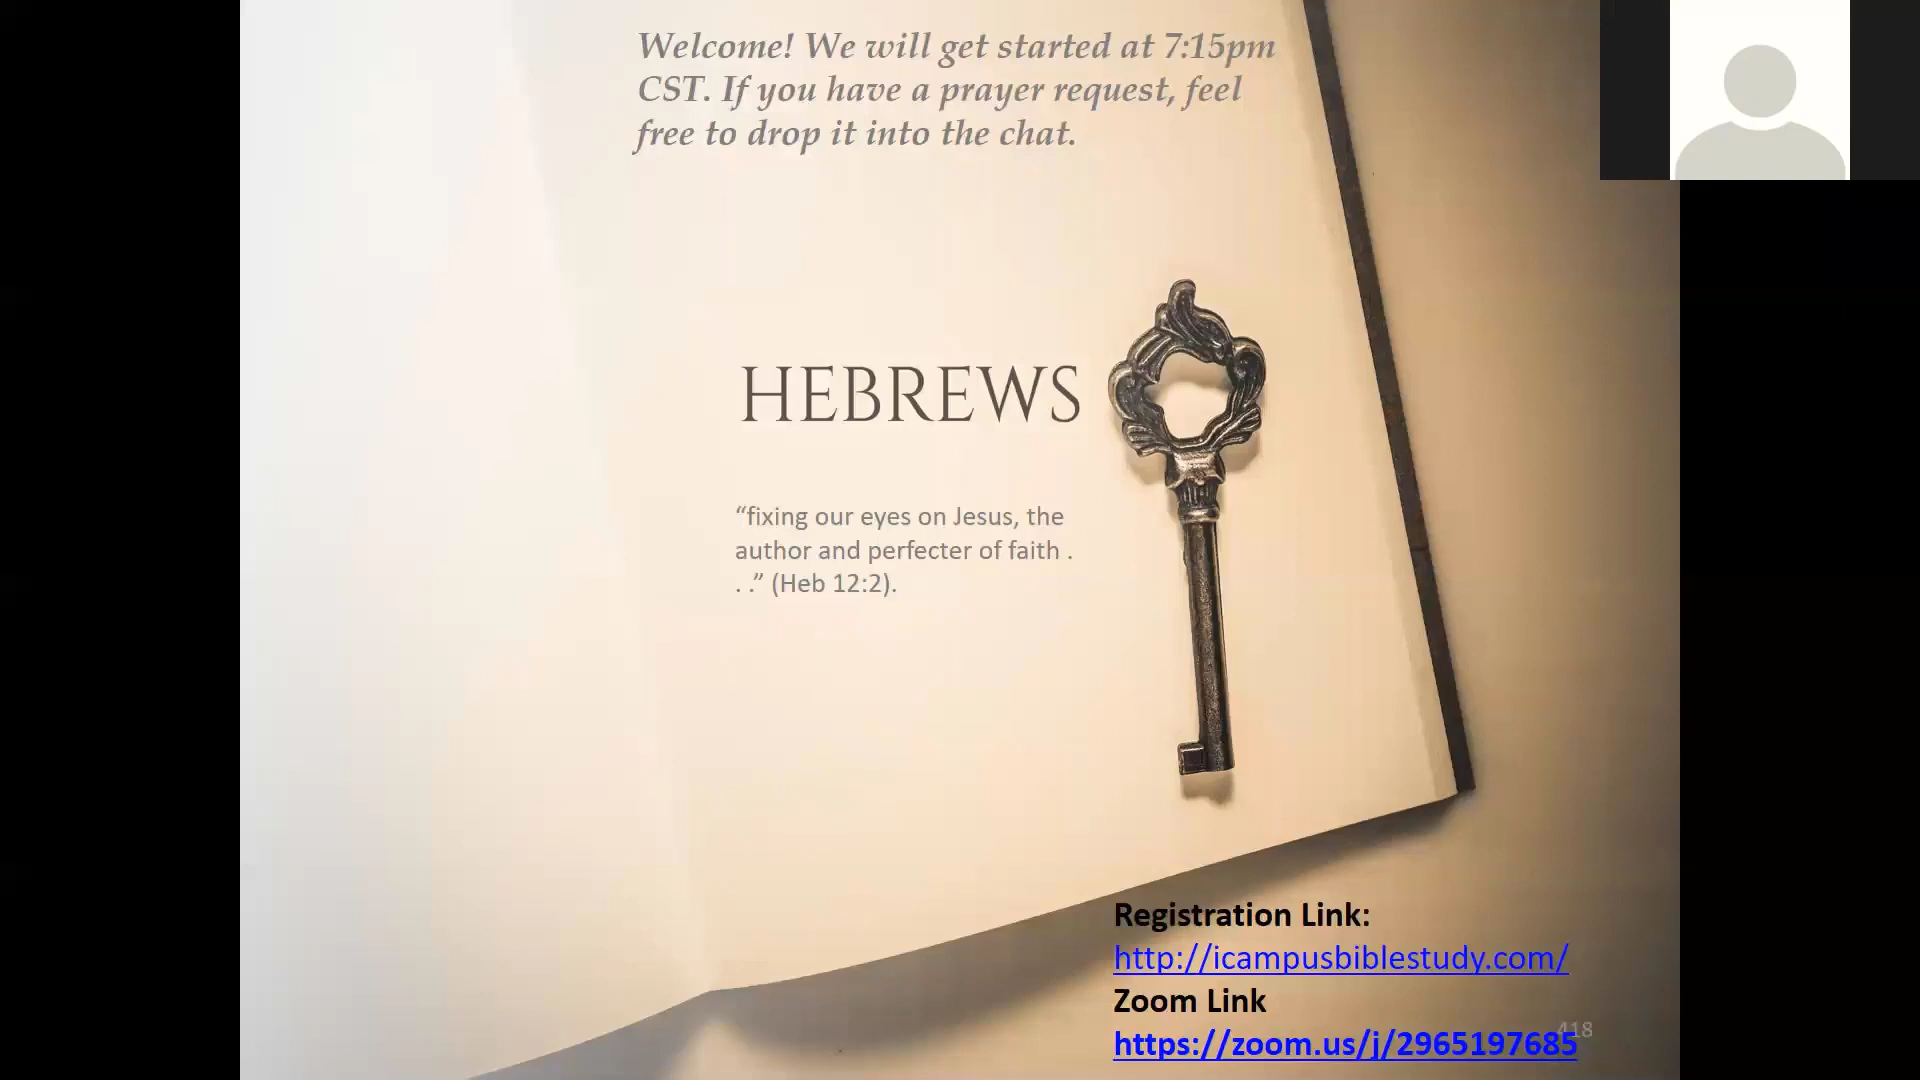 Welcome! We will get started at 7:15pm
CST. If you have a prayer request, feel
free to drop it into the chat.
HEBREWS
“fixing our eyes on Jesus, the
author and perfecter of faith .
. .” (Heb 12:2).
Registration Link:
http://icampusbiblestudy.com/
Zoom Link
418
https://zoom.us/j/2965197685